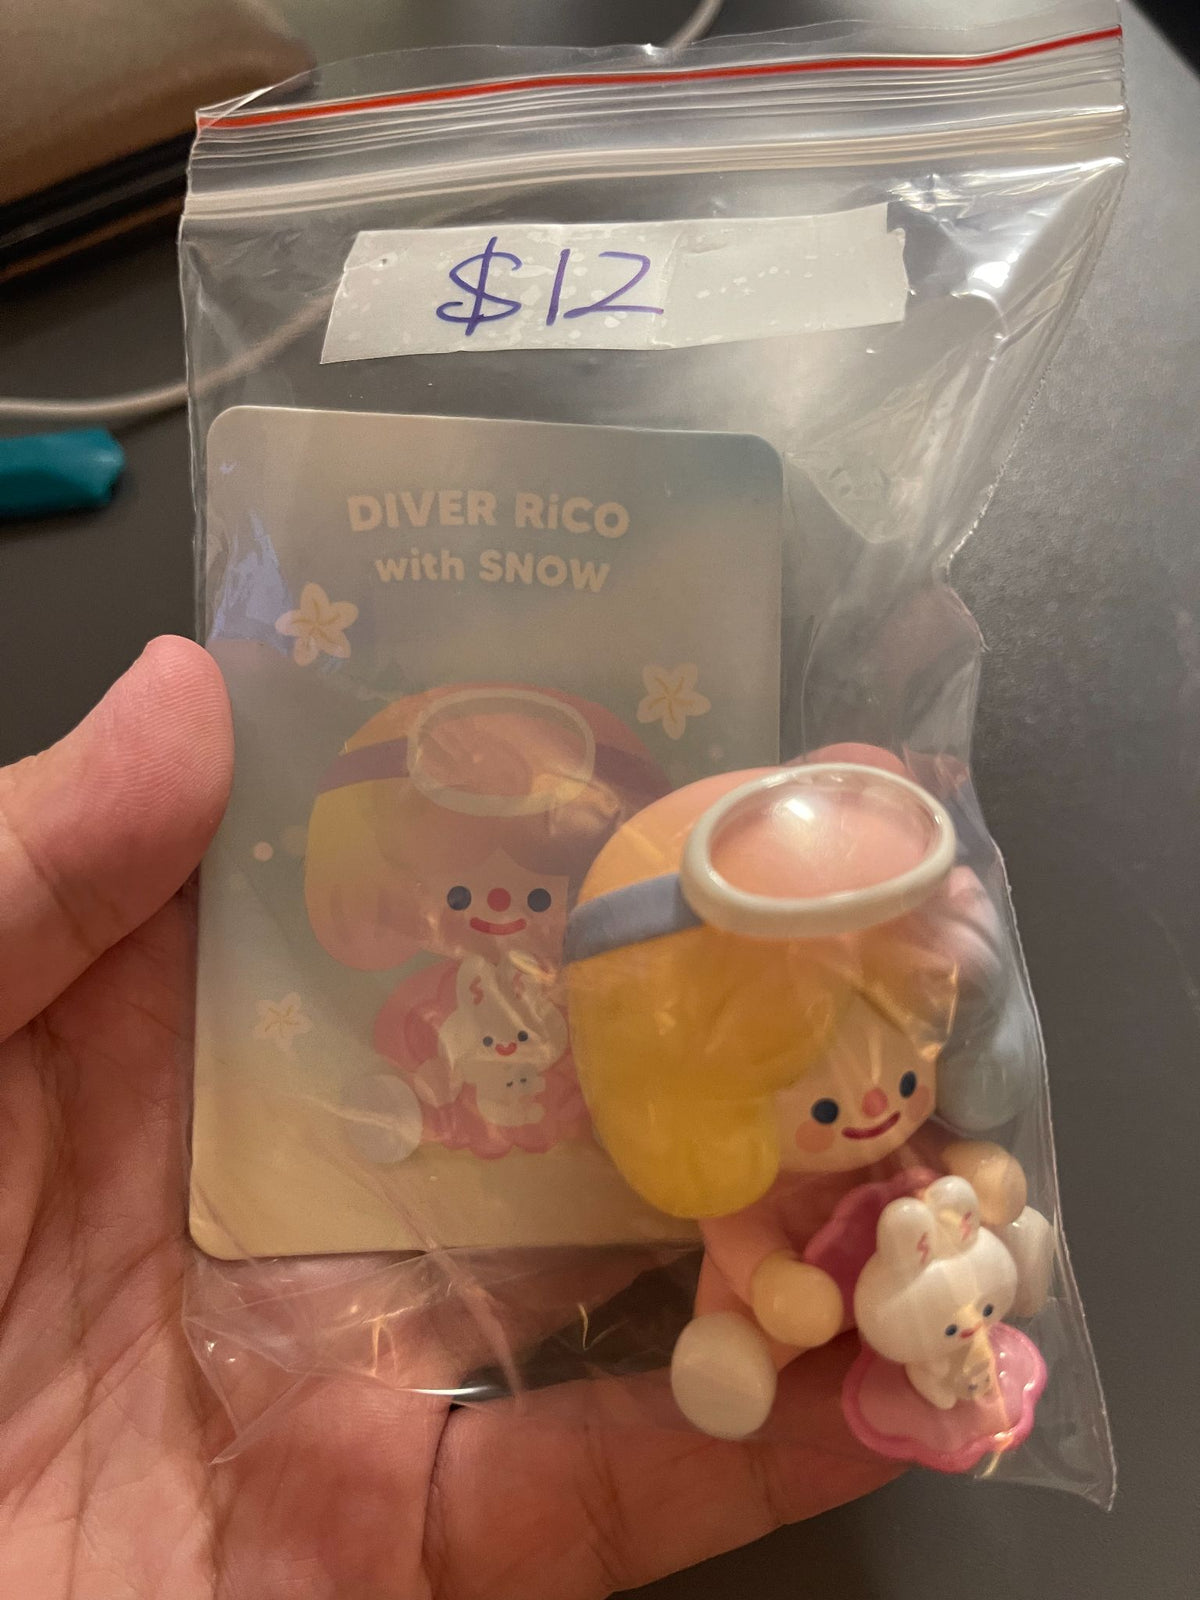 $12
DIVER RiCO
with SNOW